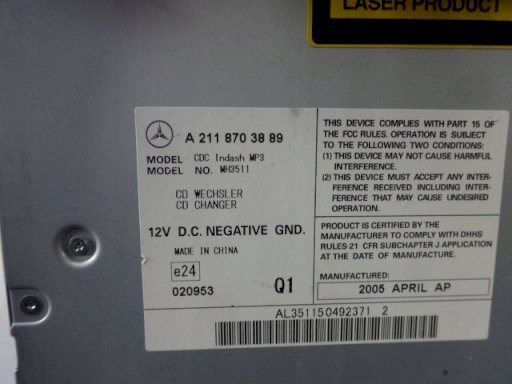 LASER PRODUCT
A 211 870 38 89
MODEL CDC Indash MP3
MODEL NO. MH3511
CD WECHSLER
CD CHANGER
12V D.C. NEGATIVE GND.
MADE IN CHINA
e24
020953
Q1
THIS DEVICE COMPLIES WITH PART 15 OF
THE FCC RULES. OPERATION IS SUBJECT
TO THE FOLLOWING TWO CONDITIONS:
(1) THIS DEVICE MAY NOT CAUSE HARMFUL
INTERFERENCE.
(2) THIS DEVICE MUST ACCEPT ANY INTER-
FERENCE RECEIVED INCLUDING INTER-
FERENCE THAT MAY CAUSE UNDESIRED
OPERATION.
PRODUCT IS CERTIFIED BY THE
MANUFACTURER TO COMPLY WITH DHHS
RULES 21 CFR SUBCHAPTER J APPLICATION
AT THE DATE OF MANUFACTURE.
MANUFACTURED:
2005 APRIL AP
AL351150492371 2